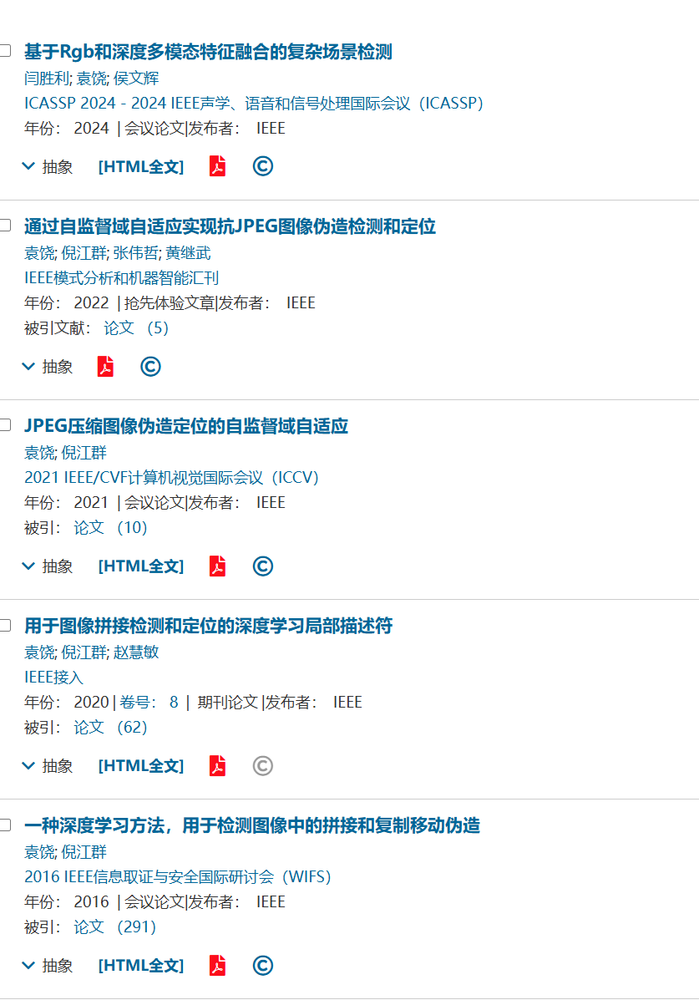 基于Rgb和深度多模态特征融合的复杂场景检测
闫胜利; 袁饶; 侯文辉
ICASSP 2024 - 2024 IEEE声学、语音和信号处理国际会议（ICASSP）
年份： 2024 | 会议论文|发布者： IEEE
抽象 [HTML全文] ©
通过自监督域自适应实现抗JPEG图像伪造检测和定位
袁饶; 倪江群; 张伟哲; 黄继武
IEEE模式分析和机器智能汇刊
年份： 2022 | 抢先体验文章|发布者： IEEE
被引文献： 论文 （5）
抽象 ©
JPEG压缩图像伪造定位的自监督域自适应
袁饶; 倪江群
2021 IEEE/CVF计算机视觉国际会议（ICCV）
年份： 2021 | 会议论文|发布者： IEEE
被引： 论文 （10）
抽象 [HTML全文] ©
用于图像拼接检测和定位的深度学习局部描述符
袁饶; 倪江群; 赵慧敏
IEEE接入
年份： 2020 | 卷号： 8 | 期刊论文 |发布者： IEEE
被引： 论文 （62）
抽象 [HTML全文] ©
一种深度学习方法，用于检测图像中的拼接和复制移动伪造
袁饶; 倪江群
2016 IEEE信息取证与安全国际研讨会（WIFS）
年份： 2016 | 会议论文|发布者： IEEE
被引： 论文 （291）
抽象 [HTML全文] ©